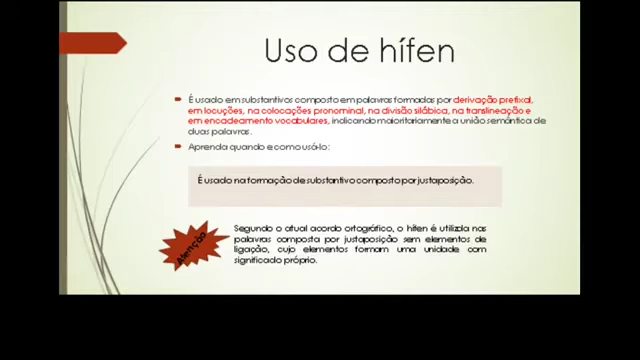 Uso de hífen
É usado em substantivos composto em palavras formadas por derivação prefixal,
em locuções, na colocações pronominal, na divisão silábica, na translineação e
em encadeamento vocabulares, indicando maioritariamente a união semântica de
duas palavras.
Aprenda quando e como usá-lo:
É usado na formação de substantivo composto por justaposição.
Atenção
Segundo o atual acordo ortográfico, o hífen é utilizla nas
palavras composta por justaposição sem elementos de
ligação, cujo elementos formam uma unidade com
significado próprio.